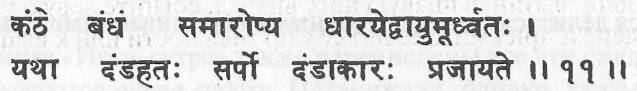 कंठे बंधं समारोप्य धारयेद्वायुमूर्ध्वतः ।
यथा दंडहतः सर्पो दंडाकारः प्रजायते ॥ ११ ॥